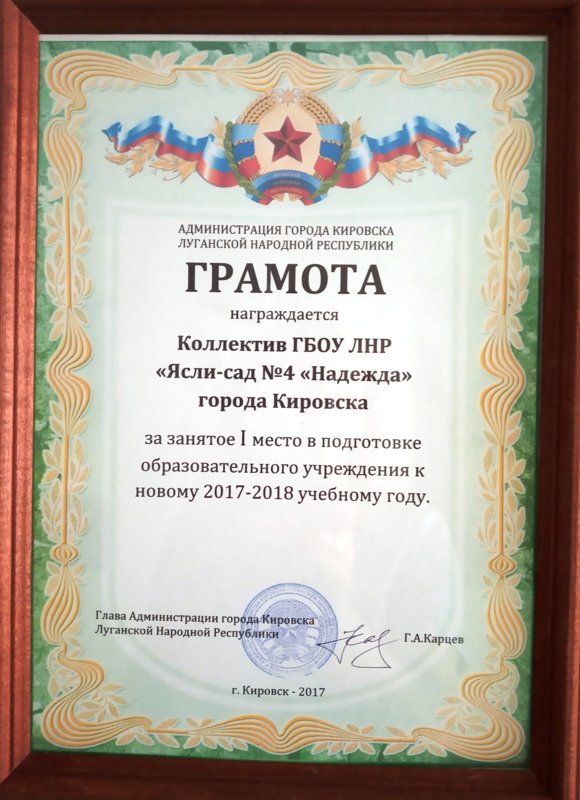 АДМИНИСТРАЦИЯ ГОРОДА КИРОВСКА
ЛУГАНСКОЙ НАРОДНОЙ РЕСПУБЛИКИ
ГРАМОТА
награждается
Коллектив ГБОУ ЛНР
«Ясли-сад №4 «Надежда»
города Кировска
за занятое I место в подготовке
образовательного учреждения к
новому 2017-2018 учебному году.
Глава Администрации города Кировска
Луганской Народной Республики
Г.А.Карцев
г. Кировск - 2017